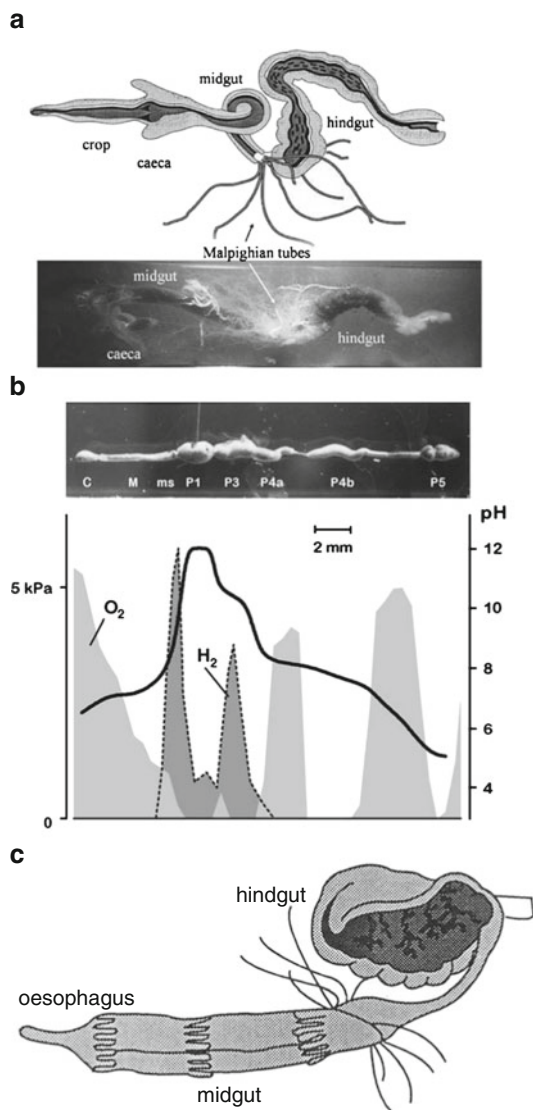 a
midgut
hindgut
crop
caeca
Malpighian tubes
midgut
caeca
hindgut
b
C M ms P1 P3 P4a P4b P5
2 mm
pH
5 kPa
O₂
H₂
12
10
8
6
4
0
c
hindgut
oesophagus
midgut